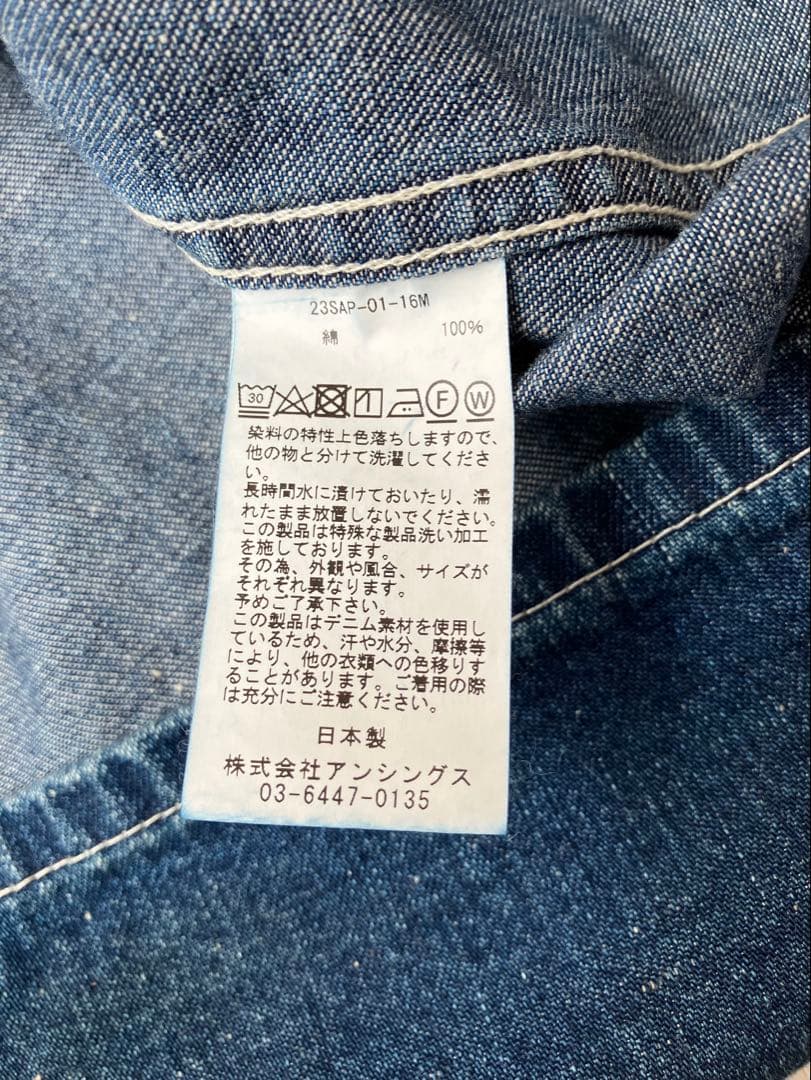 23SAP-01-16M
綿 100%
30 F W
染料の特性上色落ちしますので、
他の物と分けて洗濯してくださ
い。
長時間水に漬けておいたり、濡
れたまま放置しないでください。
この製品は特殊な製品洗い加工
を施しております。
その為、外観や風合、サイズが
それぞれ異なります。
予めご了承下さい。
この製品はデニム素材を使用し
ているため、汗や水分、摩擦等
により、他の衣類への色移りす
ることがあります。ご着用の際
は充分にご注意ください。
日本製
株式会社アンシングス
03-6447-0135